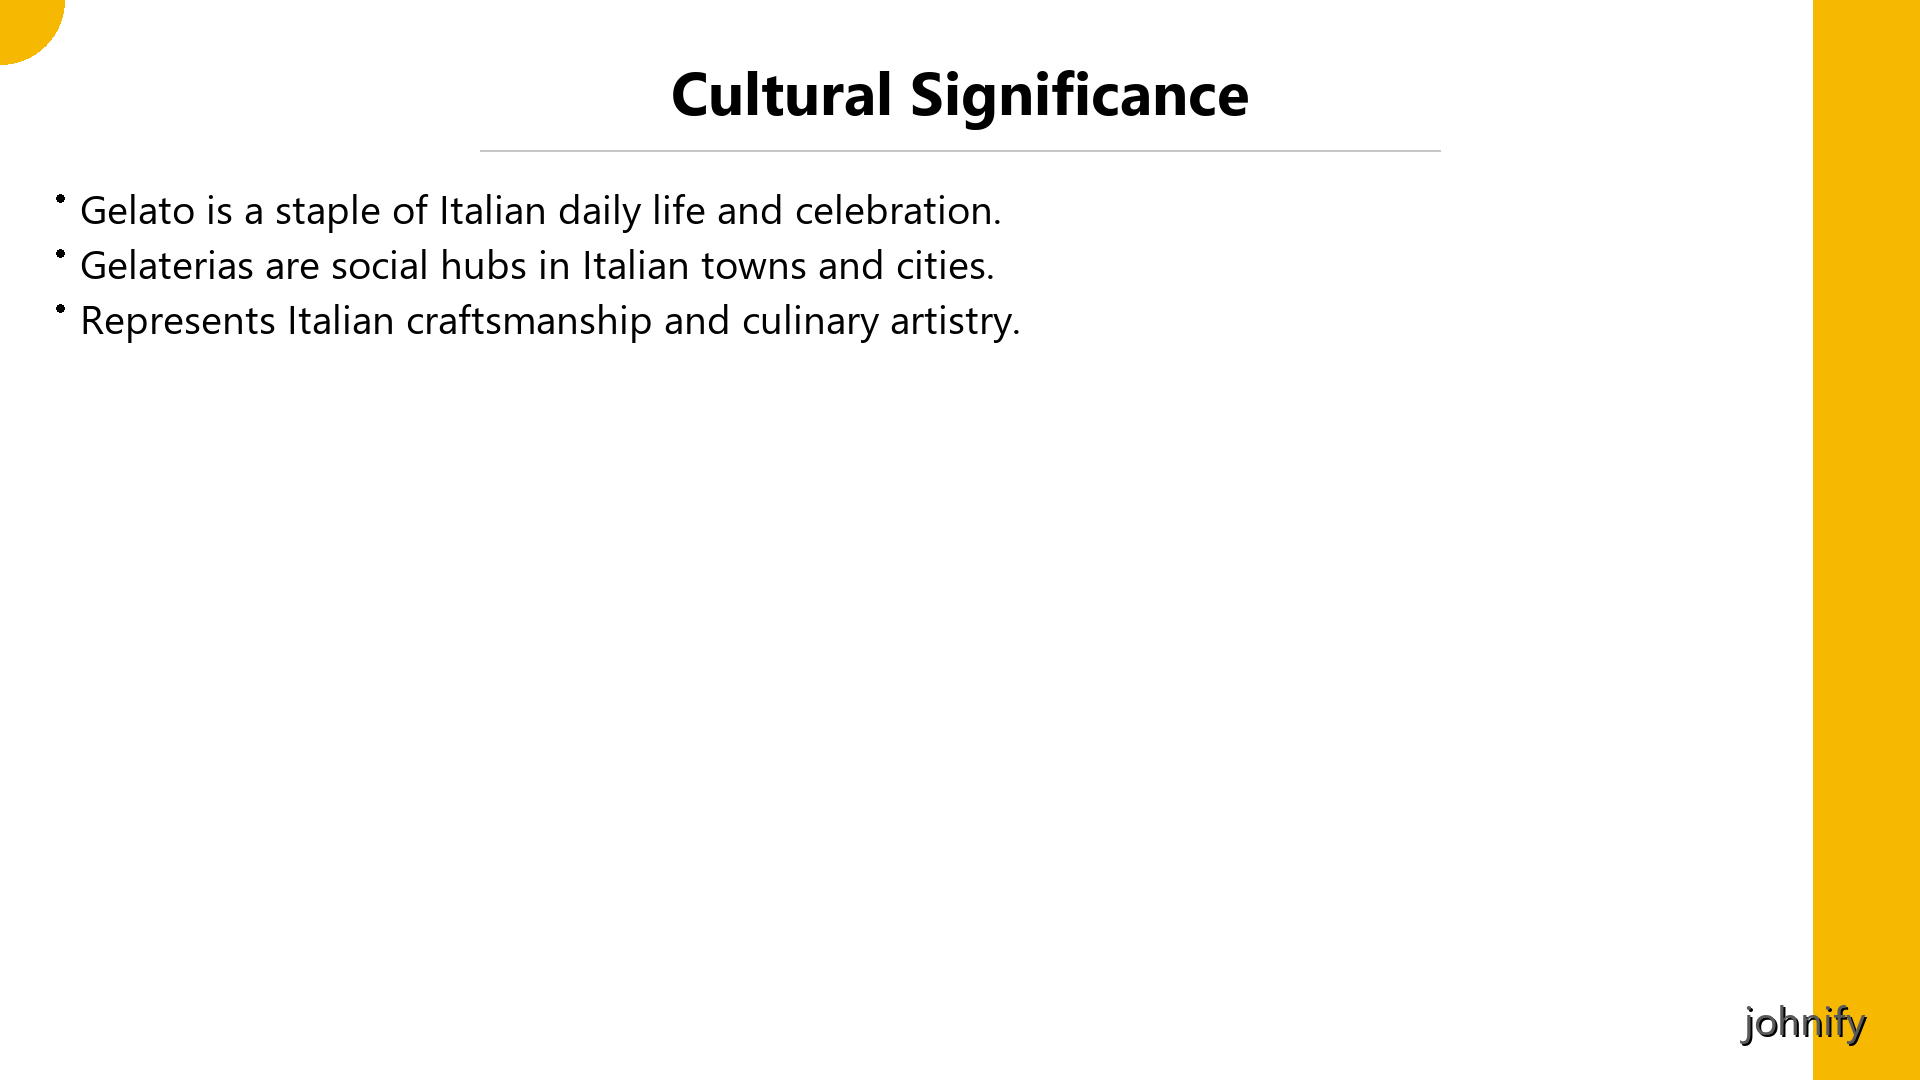 Cultural Significance
• Gelato is a staple of Italian daily life and celebration.
• Gelaterias are social hubs in Italian towns and cities.
• Represents Italian craftsmanship and culinary artistry.
johnify